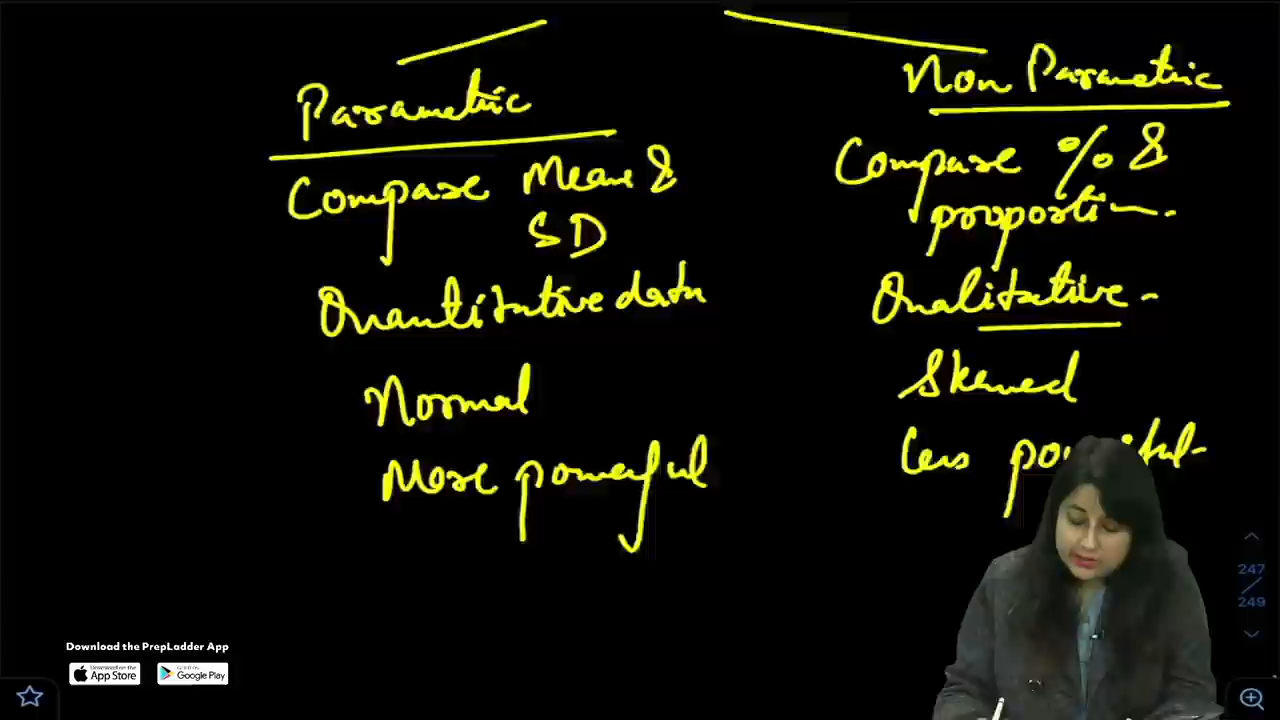 Parametric
Compare Mean &
SD
Quantitative data
Normal
More powerful
Non Parametric
Compare % &
proportion.
Qualitative -
Skewed
Less
Download the PrepLadder App
App Store
Google Play
247
249